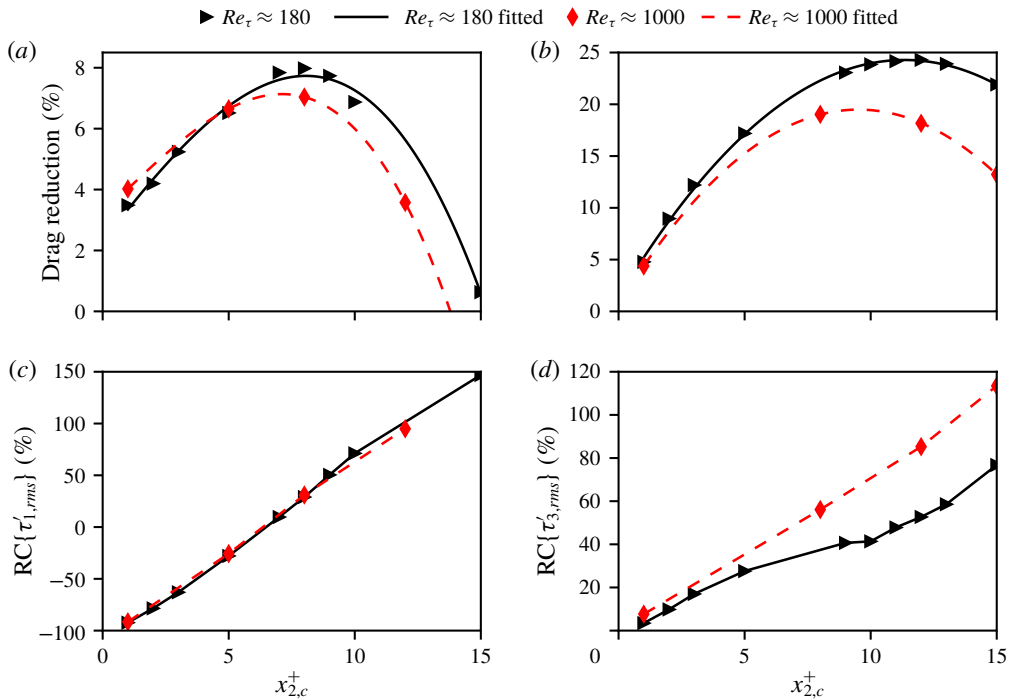 Re_τ ≈ 180 Re_τ ≈ 180 fitted Re_τ ≈ 1000 Re_τ ≈ 1000 fitted
(a)
8
6
4
2
0
Drag reduction (%)
(b)
25
20
15
10
5
0
(c)
150
100
50
0
−50
−100
RC{τ′_{1,rms}} (%)
0 5 10 15
x^+_{2,c}
(d)
120
100
80
60
40
20
RC{τ′_{3,rms}} (%)
0 5 10 15
x^+_{2,c}